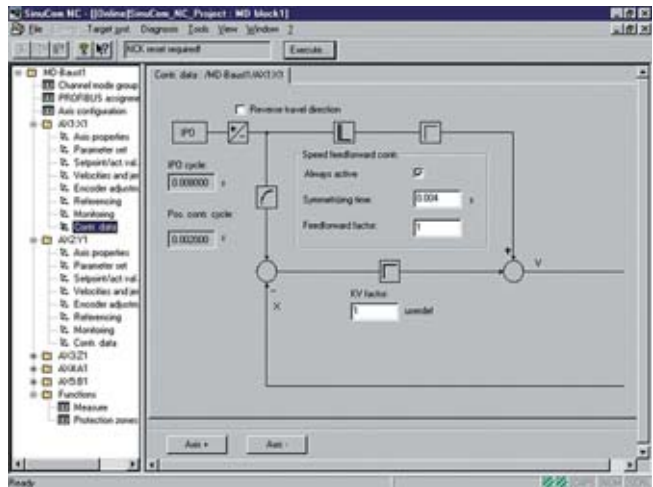 SinuCom NC - [[Online]SinuCom_NC_Project : MD block1]
File Target syst. Diagnosis Tools View Window ?
NCK reset required! Execute...
MD-Baust1
Channel mode group
PROFIBUS assignme
Axis configuration
AX1:X1
Axis properties
Parameter set
Setpoint/act val.
Velocities and jer
Encoder adjustm
Referencing
Monitoring
Contr. data
AX2:Y1
Axis properties
Parameter set
Setpoint/act val.
Velocities and jer
Encoder adjustm
Referencing
Monitoring
Contr. data
AX3:Z1
AX4:A1
AX5:B1
Functions
Measure
Protection zones
Contr. data /MD-Baust1/AX1:X1
Reverse travel direction
IPO
+/-
IPO cycle:
0.008000 s
Pos. contr. cycle:
0.002000 s
Speed feedforward contr.
Always active
Symmetrizing time: 0.004 s
Feedforward factor: 1
+
V
-
X
KV factor:
1 userdef
Axis + Axis -
Ready
CAPS NUM